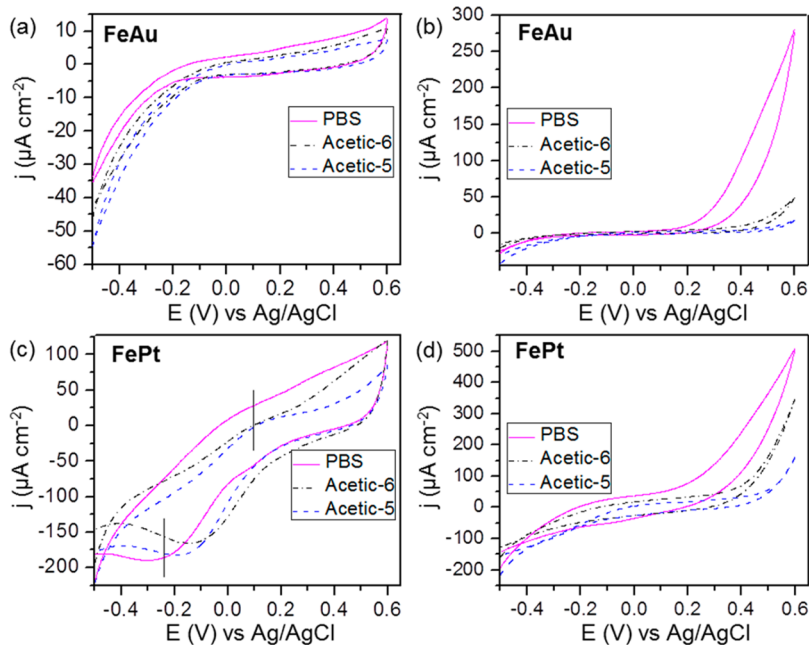 (a) FeAu
10
0
-10
-20
-30
-40
-50
-60
j (μA cm⁻²)
PBS
Acetic-6
Acetic-5
-0.4 -0.2 0.0 0.2 0.4 0.6
E (V) vs Ag/AgCl
(b) FeAu
300
250
200
150
100
50
0
j (μA cm⁻²)
PBS
Acetic-6
Acetic-5
-0.4 -0.2 0.0 0.2 0.4 0.6
E (V) vs Ag/AgCl
(c) FePt
100
50
0
-50
-100
-150
-200
j (μA cm⁻²)
PBS
Acetic-6
Acetic-5
-0.4 -0.2 0.0 0.2 0.4 0.6
E (V) vs Ag/AgCl
(d) FePt
500
400
300
200
100
0
-100
-200
j (μA cm⁻²)
PBS
Acetic-6
Acetic-5
-0.4 -0.2 0.0 0.2 0.4 0.6
E (V) vs Ag/AgCl